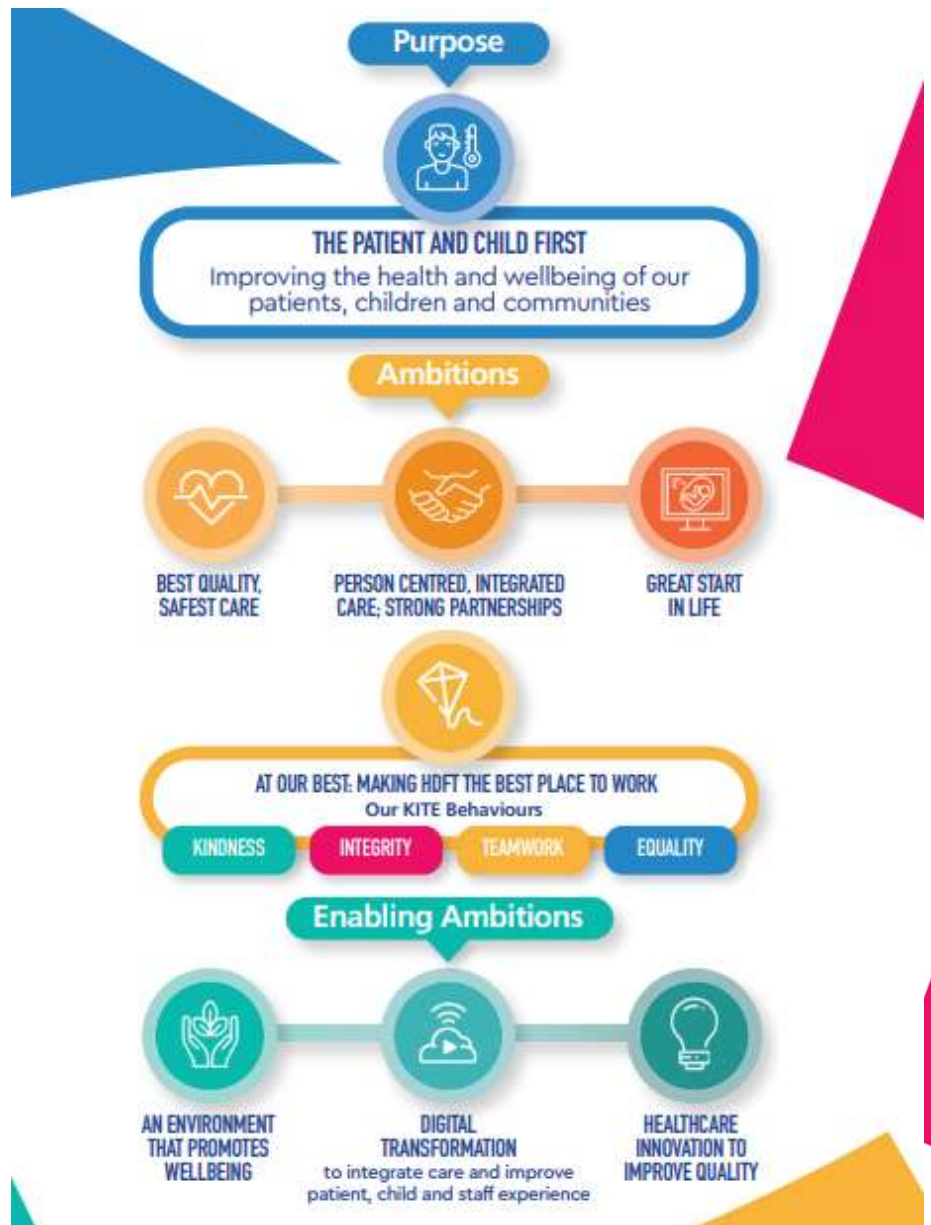 Purpose
THE PATIENT AND CHILD FIRST
Improving the health and wellbeing of our
patients, children and communities
Ambitions
BEST QUALITY,
SAFEST CARE
PERSON CENTRED, INTEGRATED
CARE; STRONG PARTNERSHIPS
GREAT START
IN LIFE
AT OUR BEST: MAKING HDFT THE BEST PLACE TO WORK
Our KITE Behaviours
KINDNESS
INTEGRITY
TEAMWORK
EQUALITY
Enabling Ambitions
AN ENVIRONMENT
THAT PROMOTES
WELLBEING
DIGITAL
TRANSFORMATION
to integrate care and improve
patient, child and staff experience
HEALTHCARE
INNOVATION TO
IMPROVE QUALITY